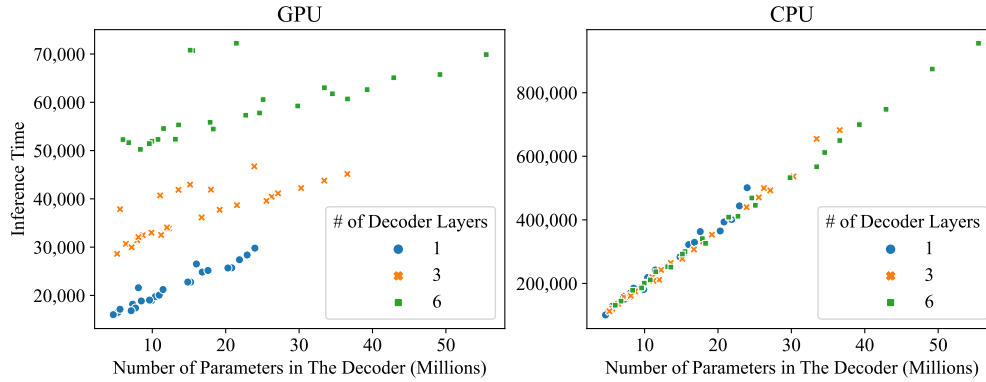 GPU
70,000
60,000
50,000
40,000
30,000
20,000
Inference Time
10 20 30 40 50
Number of Parameters in The Decoder (Millions)
# of Decoder Layers
1
3
6
CPU
800,000
600,000
400,000
200,000
10 20 30 40 50
Number of Parameters in The Decoder (Millions)
# of Decoder Layers
1
3
6